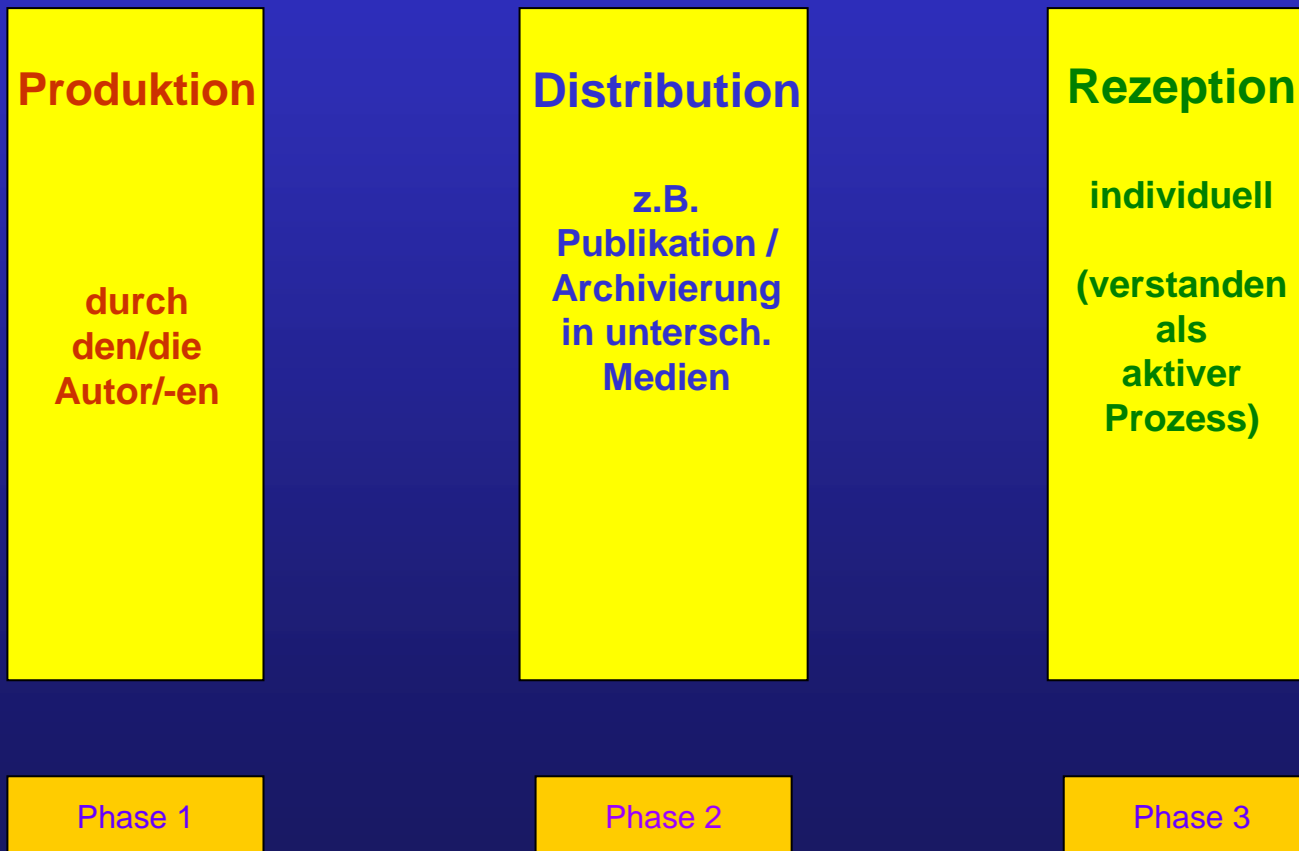 Produktion
durch
den/die
Autor/-en
Distribution
z.B.
Publikation /
Archivierung
in untersch.
Medien
Rezeption
individuell
(verstanden
als
aktiver
Prozess)
Phase 1
Phase 2
Phase 3